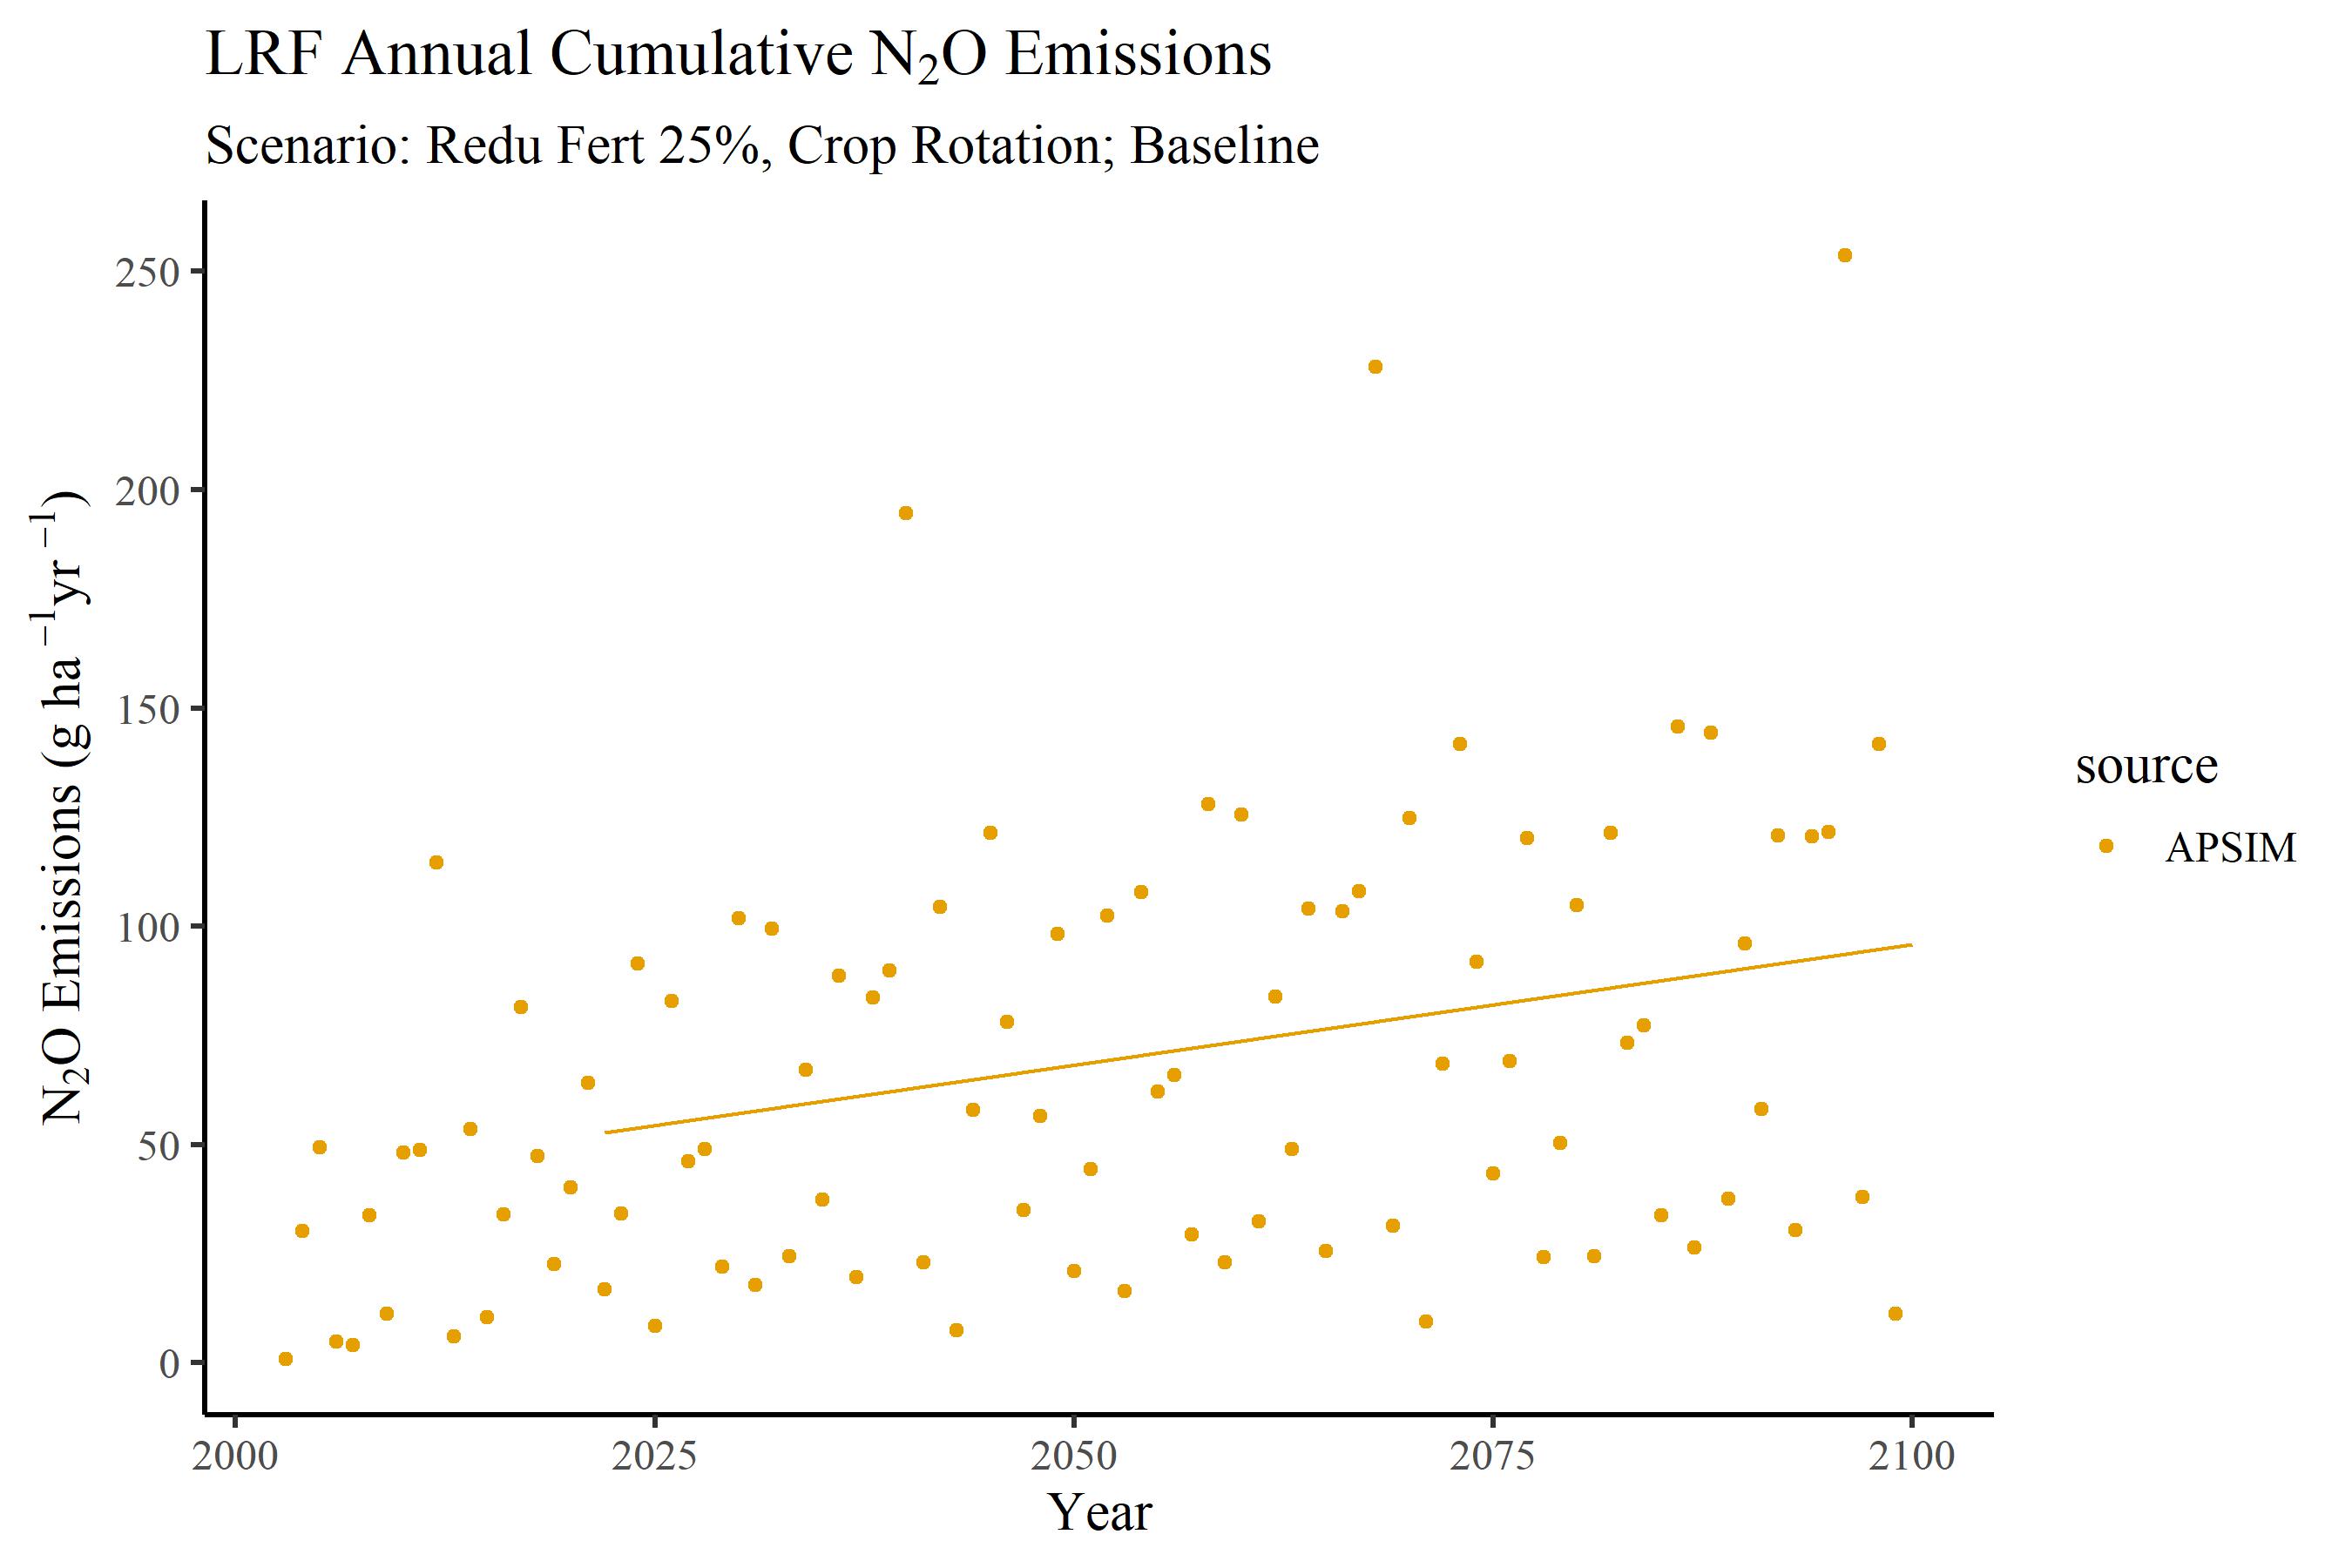 LRF Annual Cumulative N₂O Emissions
Scenario: Redu Fert 25%, Crop Rotation; Baseline
N₂O Emissions (g ha ⁻¹yr ⁻¹)
250
200
150
100
50
0
2000 2025 2050 2075 2100
Year
source
APSIM